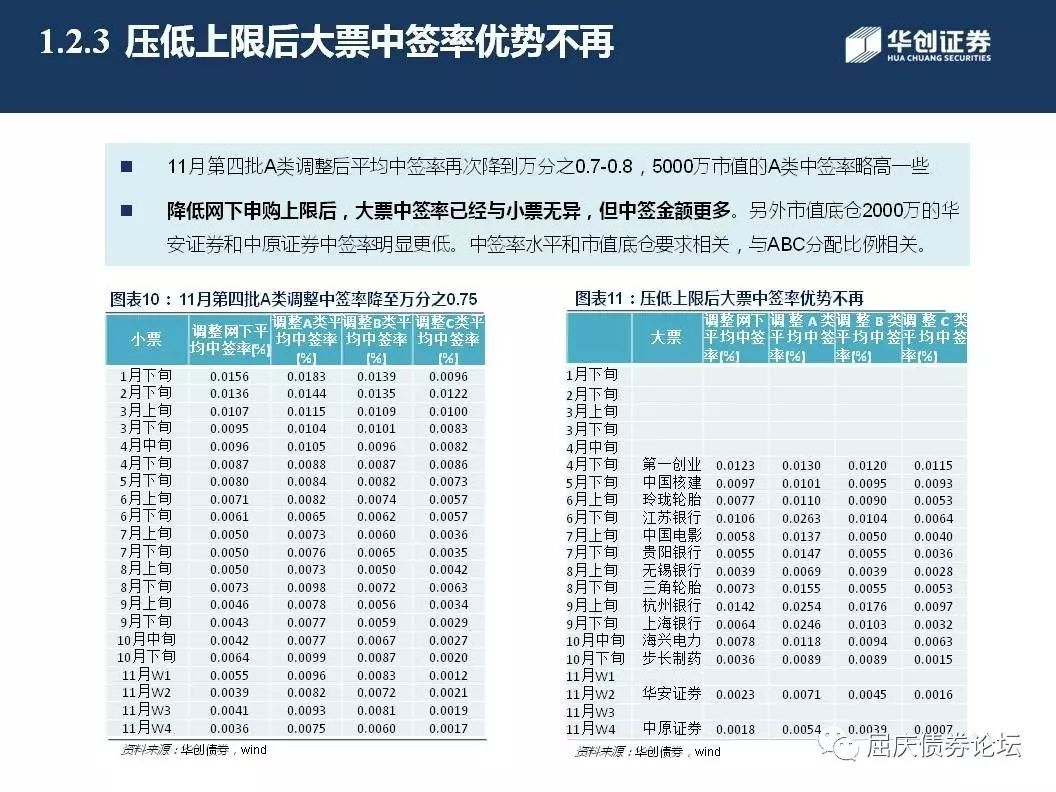 1.2.3 压低上限后大票中签率优势不再
华创证券
HUA CHUANG SECURITIES
■ 11月第四批A类调整后平均中签率再次降到万分之0.7-0.8，5000万市值的A类中签率略高一些
■ 降低网下申购上限后，大票中签率已经与小票无异，但中签金额更多。另外市值底仓2000万的华
安证券和中原证券中签率明显更低。中签率水平和市值底仓要求相关，与ABC分配比例相关。
图表10： 11月第四批A类调整中签率降至万分之0.75
小票 调整网下平均中签率[%] 调整A类平均中签率[%] 调整B类平均中签率[%] 调整C类平均中签率[%]
1月下旬 0.0156 0.0183 0.0139 0.0096
2月下旬 0.0136 0.0144 0.0135 0.0122
3月上旬 0.0107 0.0115 0.0109 0.0100
3月下旬 0.0095 0.0104 0.0101 0.0083
4月中旬 0.0096 0.0105 0.0096 0.0082
4月下旬 0.0087 0.0088 0.0087 0.0086
5月下旬 0.0080 0.0084 0.0082 0.0073
6月上旬 0.0071 0.0082 0.0074 0.0057
6月下旬 0.0061 0.0065 0.0062 0.0057
7月上旬 0.0050 0.0073 0.0060 0.0036
7月下旬 0.0050 0.0076 0.0065 0.0035
8月上旬 0.0050 0.0073 0.0050 0.0042
8月下旬 0.0073 0.0098 0.0072 0.0063
9月上旬 0.0046 0.0078 0.0056 0.0034
9月下旬 0.0043 0.0077 0.0059 0.0029
10月中旬 0.0042 0.0077 0.0067 0.0027
10月下旬 0.0064 0.0099 0.0087 0.0020
11月W1 0.0055 0.0096 0.0083 0.0012
11月W2 0.0039 0.0082 0.0072 0.0021
11月W3 0.0041 0.0093 0.0081 0.0019
11月W4 0.0036 0.0075 0.0060 0.0017
资料来源：华创债券，wind
图表11：压低上限后大票中签率优势不再
大票 调整网下平均中签率[%] 调整A类平均中签率[%] 调整B类平均中签率[%] 调整C类平均中签率[%]
1月下旬
2月下旬
3月上旬
3月下旬
4月中旬
4月下旬 第一创业 0.0123 0.0130 0.0120 0.0115
5月下旬 中国核建 0.0097 0.0101 0.0095 0.0093
6月上旬 玲珑轮胎 0.0077 0.0110 0.0090 0.0053
6月下旬 江苏银行 0.0106 0.0263 0.0104 0.0064
7月上旬 中国电影 0.0058 0.0137 0.0050 0.0040
7月下旬 贵阳银行 0.0055 0.0147 0.0055 0.0036
8月上旬 无锡银行 0.0039 0.0069 0.0039 0.0028
8月下旬 三角轮胎 0.0073 0.0155 0.0055 0.0053
9月上旬 杭州银行 0.0142 0.0254 0.0176 0.0097
9月下旬 上海银行 0.0064 0.0246 0.0103 0.0032
10月中旬 海兴电力 0.0078 0.0118 0.0094 0.0063
10月下旬 步长制药 0.0036 0.0089 0.0089 0.0015
11月W1
11月W2 华安证券 0.0023 0.0071 0.0045 0.0016
11月W3
11月W4 中原证券 0.0018 0.0054 0.0039 0.0007
资料来源：华创债券，wind
屈庆债券论坛